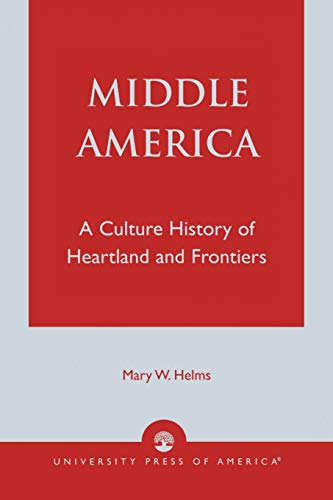 MIDDLE
AMERICA
A Culture History of
Heartland and Frontiers
Mary W. Helms
UNIVERSITY PRESS OF AMERICA®